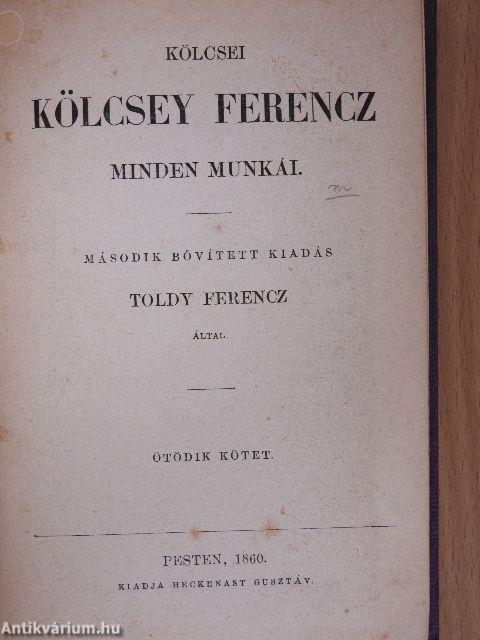 KÖLCSEI
KÖLCSEY FERENCZ
MINDEN MUNKÁI.
MÁSODIK BŐVÍTETT KIADÁS
TOLDY FERENCZ
ÁLTAL.
ÖTÖDIK KÖTET.
PESTEN, 1860.
KIADJA HECKENAST GUSZTÁV.
Antikvárium.hu